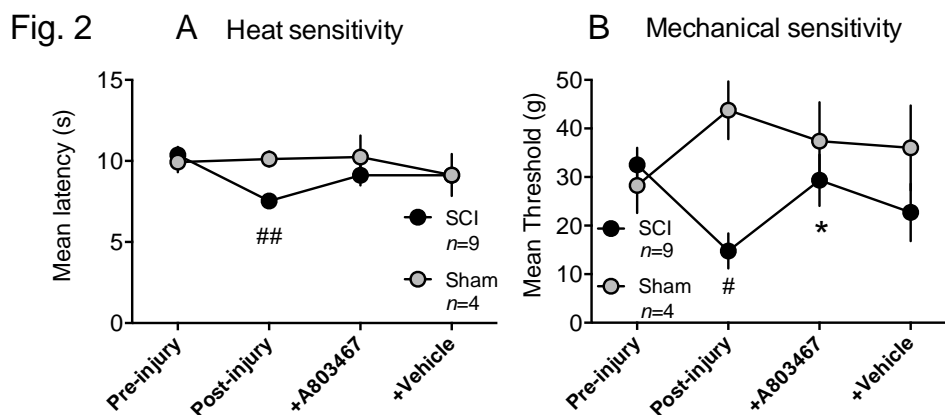 Fig. 2
A Heat sensitivity
Mean latency (s)
15
10
5
0
##
SCI
n=9
Sham
n=4
Pre-injury
Post-injury
+A803467
+Vehicle
B Mechanical sensitivity
Mean Threshold (g)
50
40
30
20
10
0
SCI
n=9
Sham
n=4
#
*
Pre-injury
Post-injury
+A803467
+Vehicle